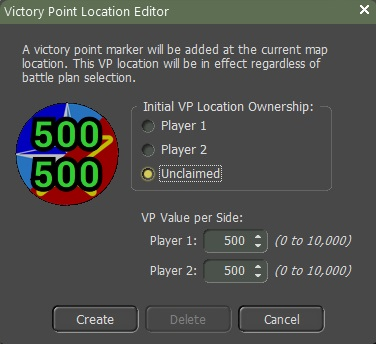 Victory Point Location Editor
A victory point marker will be added at the current map
location. This VP location will be in effect regardless of
battle plan selection.
500
500
Initial VP Location Ownership:
Player 1
Player 2
Unclaimed
VP Value per Side:
Player 1: 500 (0 to 10,000)
Player 2: 500 (0 to 10,000)
Create Delete Cancel